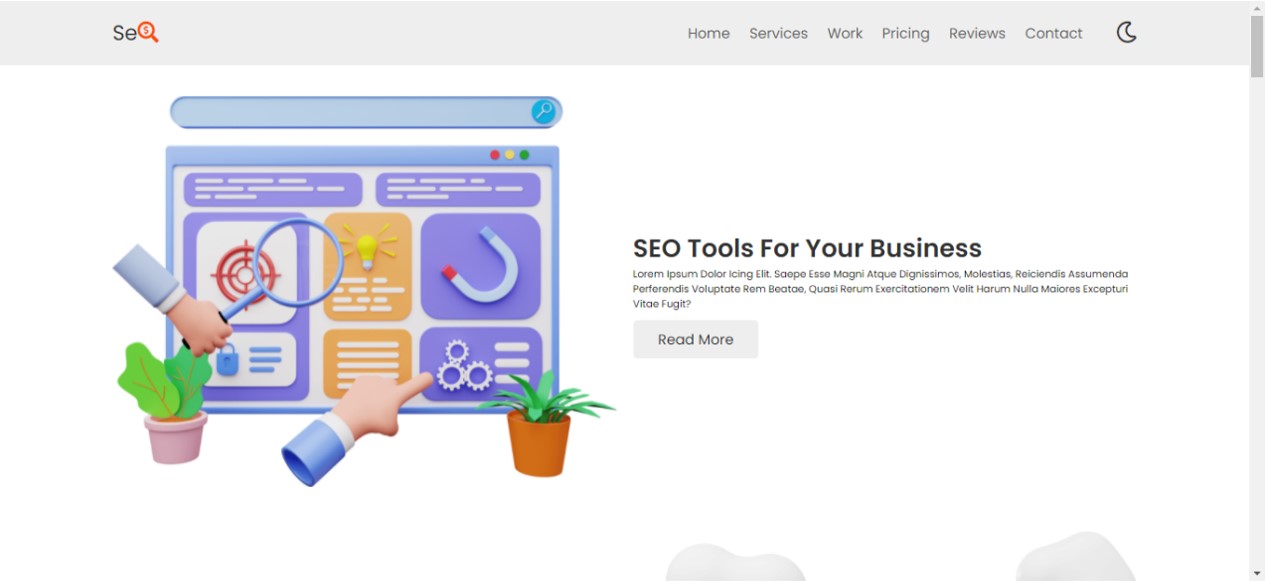 Se
Home Services Work Pricing Reviews Contact
SEO Tools For Your Business
Lorem Ipsum Dolor Icing Elit. Saepe Esse Magni Atque Dignissimos, Molestias, Reiciendis Assumenda
Perferendis Voluptate Rem Beatae, Quasi Rerum Exercitationem Velit Harum Nulla Maiores Excepturi
Vitae Fugit?
Read More